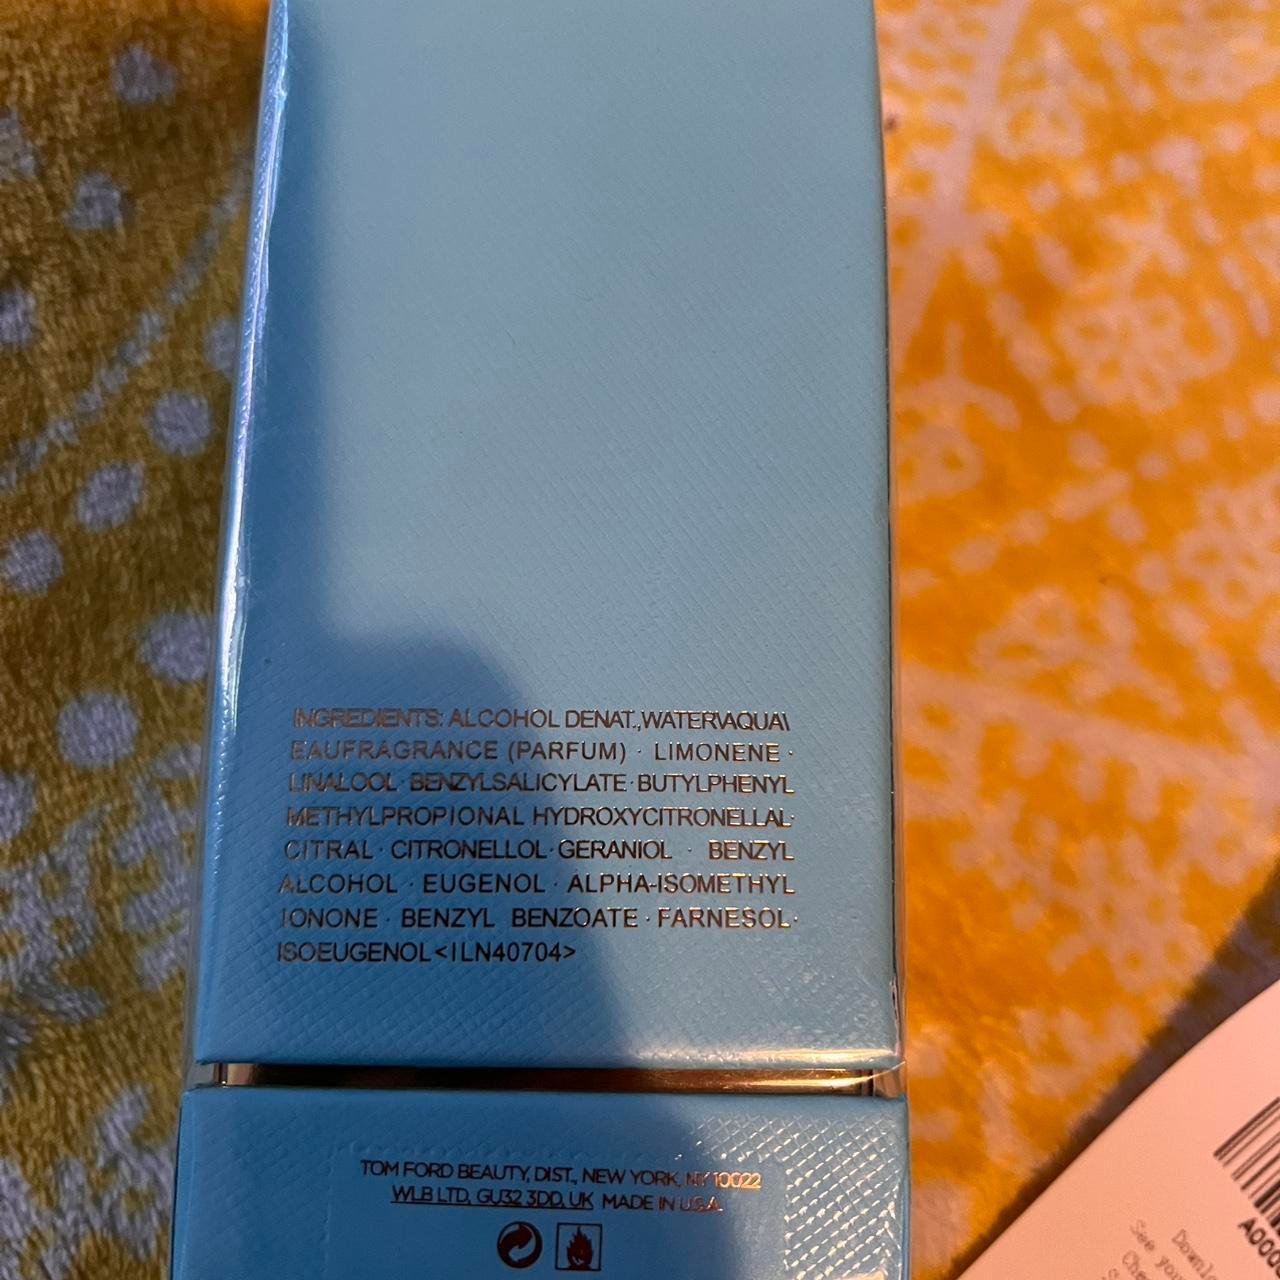 INGREDIENTS: ALCOHOL DENAT.,WATER\AQUA\
EAUFRAGRANCE (PARFUM) · LIMONENE ·
LINALOOL · BENZYLSALICYLATE · BUTYLPHENYL
METHYLPROPIONAL HYDROXYCITRONELLAL·
CITRAL · CITRONELLOL · GERANIOL · BENZYL
ALCOHOL · EUGENOL · ALPHA-ISOMETHYL
IONONE · BENZYL BENZOATE · FARNESOL·
ISOEUGENOL <ILN40704>
TOM FORD BEAUTY, DIST., NEW YORK, NY 10022
WLB LTD, GU32 3DD, UK MADE IN U.S.A.
See